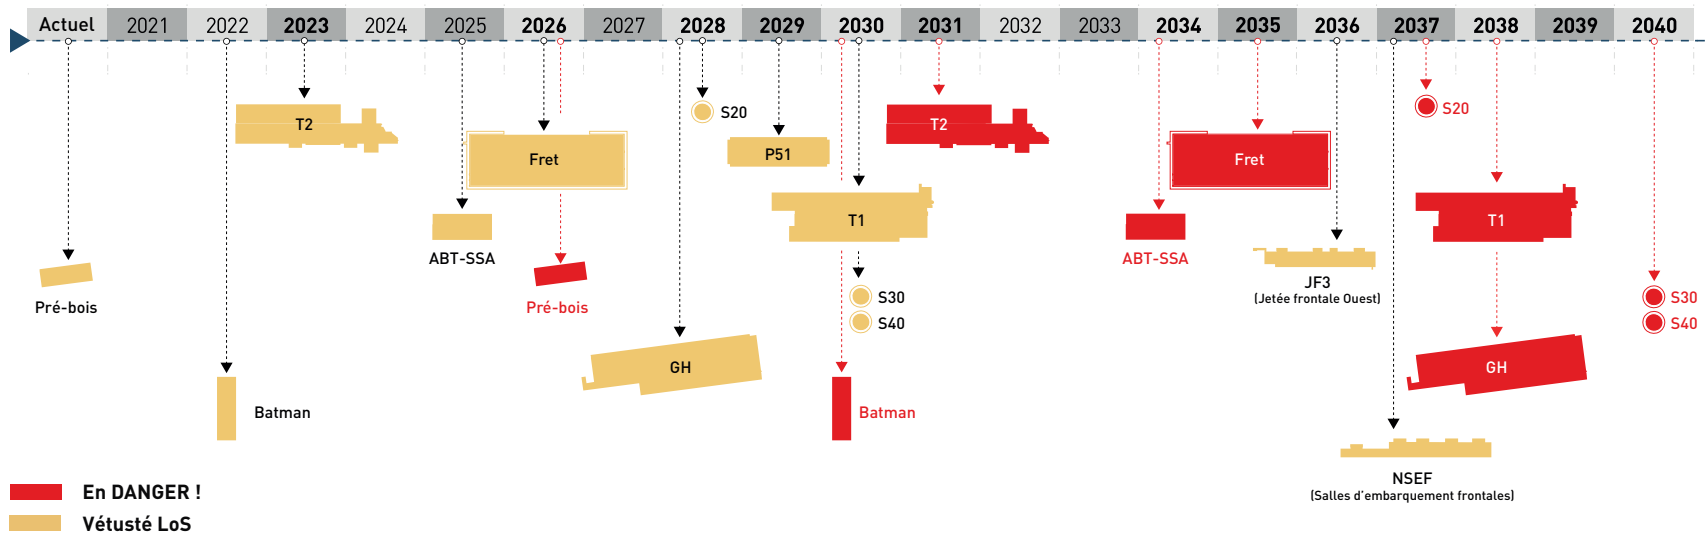 Actuel 2021 2022 2023 2024 2025 2026 2027 2028 2029 2030 2031 2032 2033 2034 2035 2036 2037 2038 2039 2040
S20
S20
T2
T2
P51
Fret
Fret
T1
T1
ABT-SSA
ABT-SSA
JF3
(Jetée frontale Ouest)
Pré-bois
Pré-bois
S30
S40
S30
S40
GH
GH
Batman
Batman
NSEF
(Salles d'embarquement frontales)
En DANGER !
Vétusté LoS